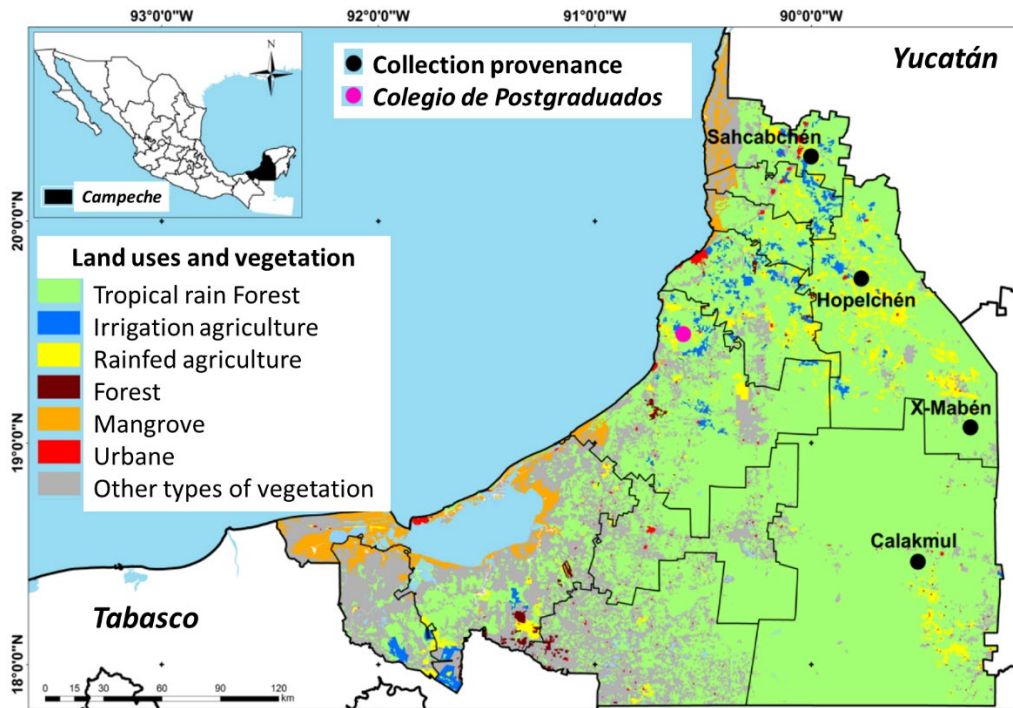 93°0'0"W 92°0'0"W 91°0'0"W 90°0'0"W
N
Campeche
Collection provenance
Colegio de Postgraduados
Yucatán
Sahcabchén
20°0'0"N
Land uses and vegetation
Tropical rain Forest
Irrigation agriculture
Rainfed agriculture
Forest
Mangrove
Urbane
Other types of vegetation
Hopelchén
X-Mabén
19°0'0"N
Calakmul
Tabasco
18°0'0"N
0 15 30 60 90 120
km